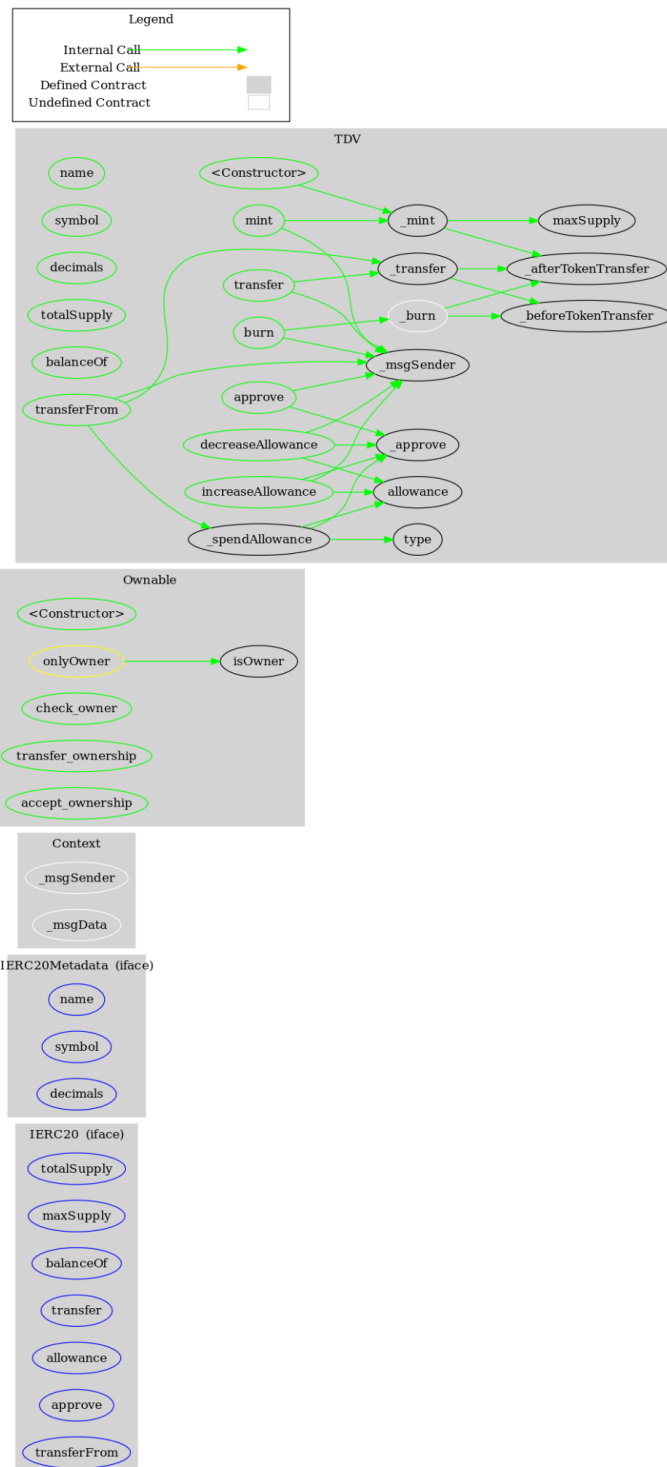 Legend
Internal Call
External Call
Defined Contract
Undefined Contract
TDV
name
<Constructor>
symbol
mint
_mint
maxSupply
decimals
transfer
_transfer
_afterTokenTransfer
totalSupply
burn
_burn
_beforeTokenTransfer
balanceOf
_msgSender
transferFrom
approve
decreaseAllowance
_approve
increaseAllowance
allowance
_spendAllowance
type
Ownable
<Constructor>
onlyOwner
isOwner
check_owner
transfer_ownership
accept_ownership
Context
_msgSender
_msgData
IERC20Metadata (iface)
name
symbol
decimals
IERC20 (iface)
totalSupply
maxSupply
balanceOf
transfer
allowance
approve
transferFrom